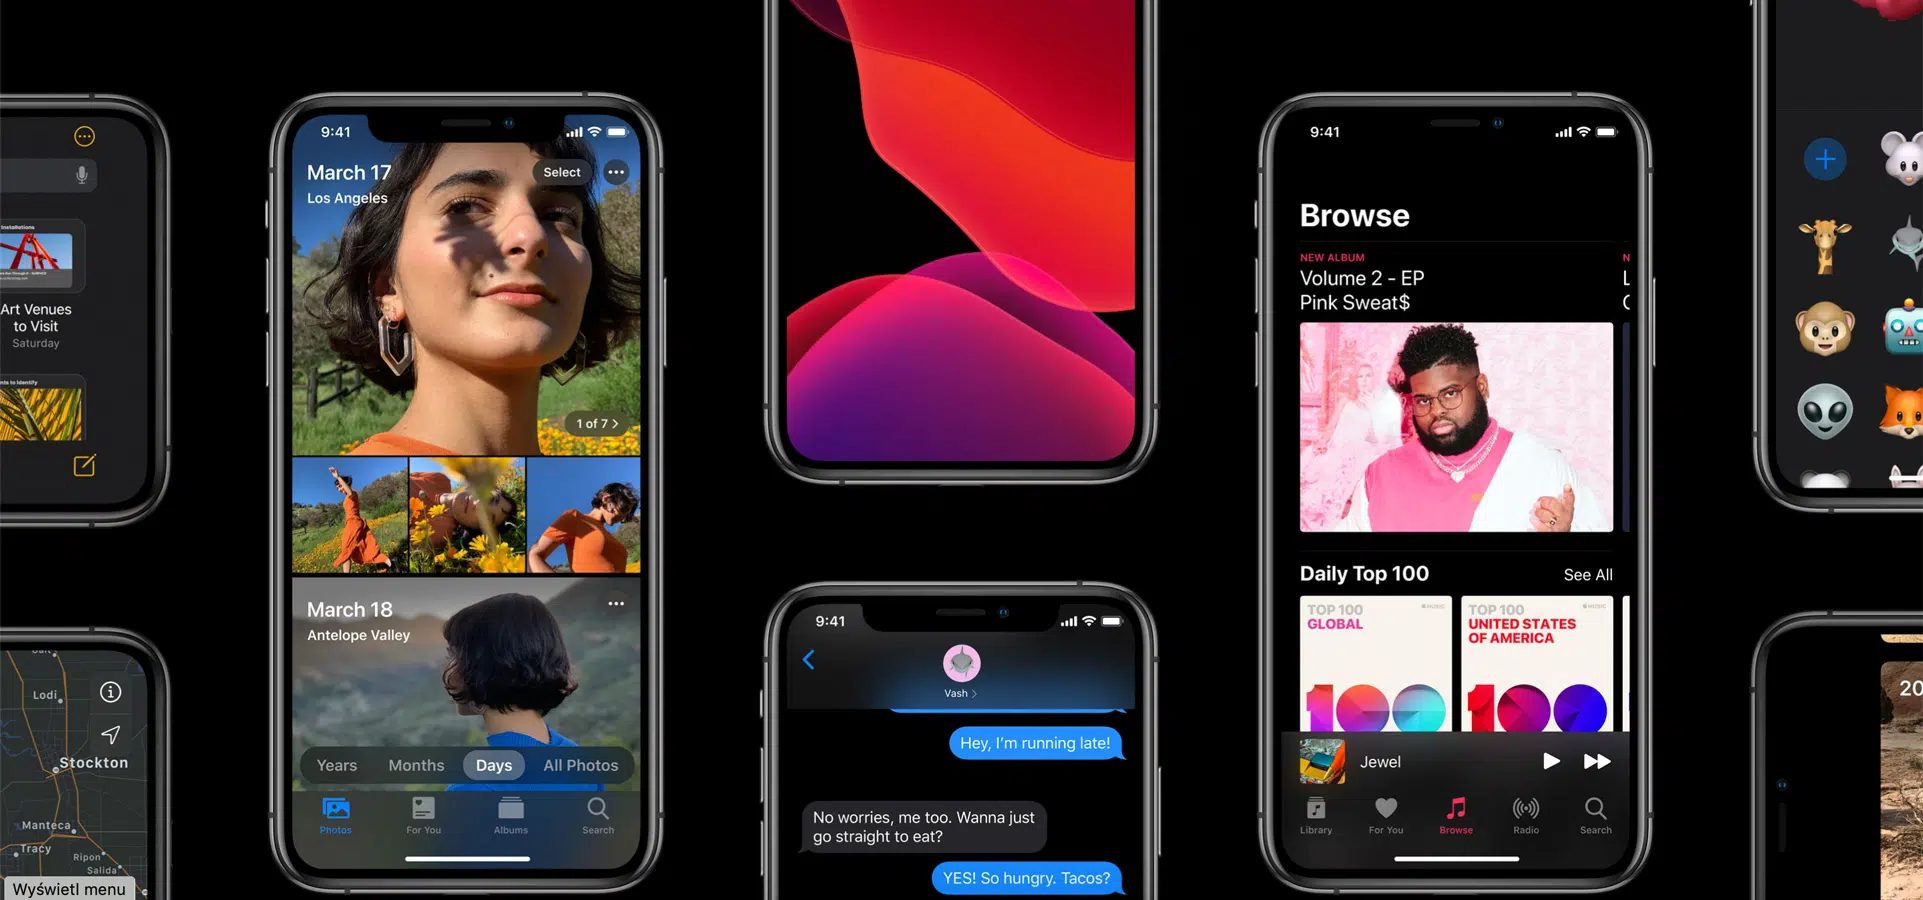 Installations
Art Venues
to Visit
Saturday
nts to Identify
Lodi
Stockton
Manteca
Tracy
Ripon
Salida
Wyświetl menu
9:41
March 17
Los Angeles
Select
1 of 7
March 18
Antelope Valley
Years Months Days All Photos
Photos For You Albums Search
9:41
Vash
Hey, I'm running late!
No worries, me too. Wanna just
go straight to eat?
YES! So hungry. Tacos?
9:41
Browse
NEW ALBUM
Volume 2 - EP
Pink Sweat$
N
L
Daily Top 100
See All
MUSIC
TOP 100
GLOBAL
100
MUSIC
TOP 100
UNITED STATES
OF AMERICA
100
Jewel
Library For You Browse Radio Search
20